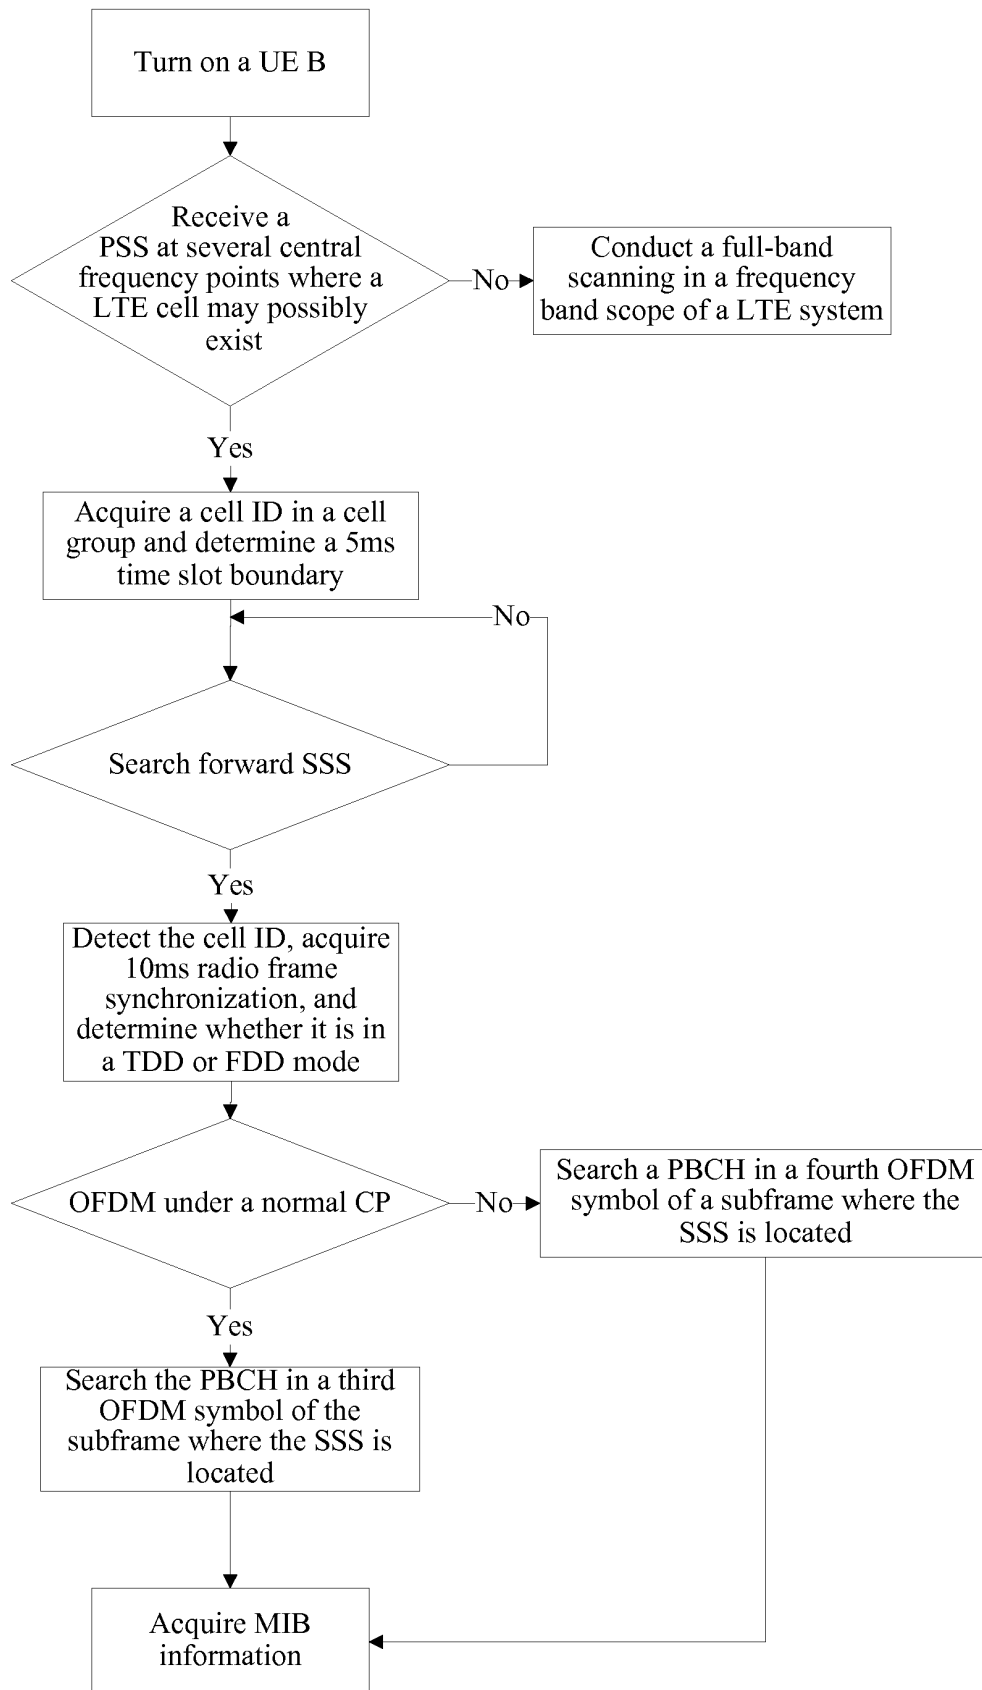 Turn on a UE B
Receive a
PSS at several central
frequency points where a
LTE cell may possibly
exist
No
Conduct a full-band
scanning in a frequency
band scope of a LTE system
Yes
Acquire a cell ID in a cell
group and determine a 5ms
time slot boundary
No
Search forward SSS
Yes
Detect the cell ID, acquire
10ms radio frame
synchronization, and
determine whether it is in
a TDD or FDD mode
OFDM under a normal CP
No
Search a PBCH in a fourth OFDM
symbol of a subframe where the
SSS is located
Yes
Search the PBCH in a third
OFDM symbol of the
subframe where the SSS is
located
Acquire MIB
information